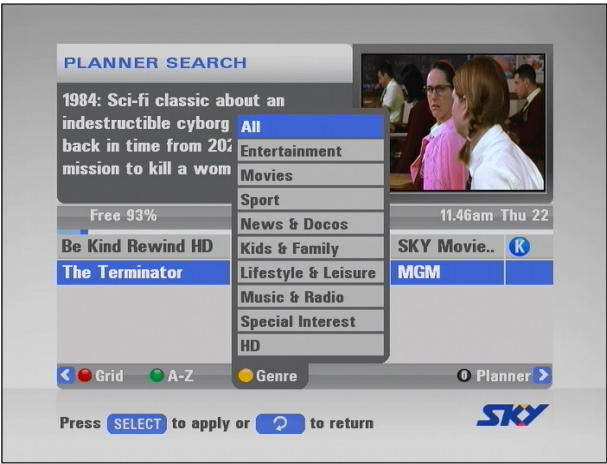 PLANNER SEARCH
1984: Sci-fi classic about an
indestructible cyborg
back in time from
mission to kill a
Free 93%
11.46am Thu 22
Be Kind Rewind HD
SKY Movie..
K
The Terminator
MGM
All
Entertainment
Movies
Sport
News & Docos
Kids & Family
Lifestyle & Leisure
Music & Radio
Special Interest
HD
Grid
A-Z
Genre
0 Planner
Press SELECT to apply or to return
SKY